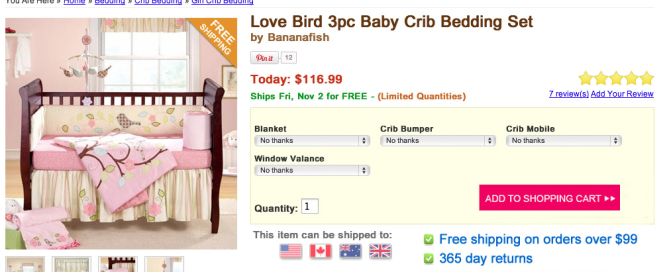 You Are Here » Home » Bedding » Crib Bedding » Girl Crib Bedding
FREE
SHIPPING
Love Bird 3pc Baby Crib Bedding Set
by Bananafish
Pin it 12
Today: $116.99
Ships Fri, Nov 2 for FREE - (Limited Quantities)
7 review(s) Add Your Review
Blanket Crib Bumper Crib Mobile
No thanks No thanks No thanks
Window Valance
No thanks
Quantity: 1
ADD TO SHOPPING CART ▸▸
This item can be shipped to:
Free shipping on orders over $99
365 day returns